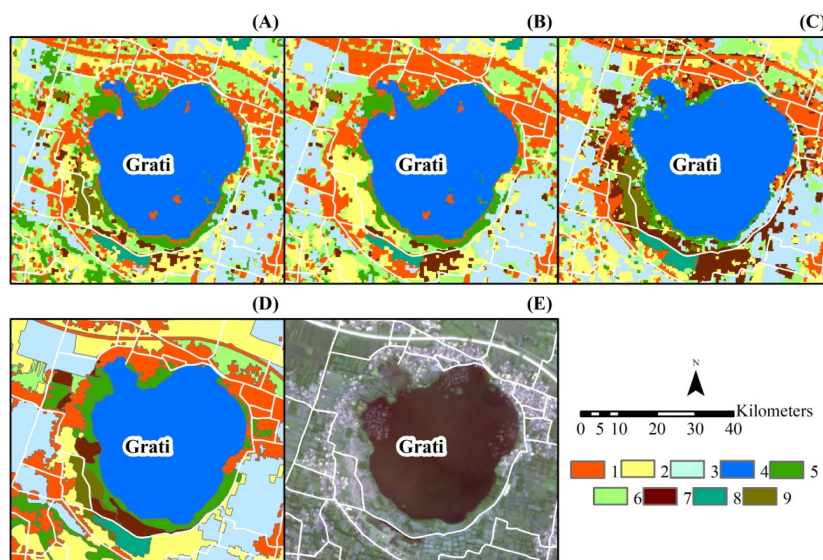 (A)
(B)
(C)
Grati
Grati
Grati
(D)
(E)
Grati
Grati
N
Kilometers
0 5 10 20 30 40
1 2 3 4 5
6 7 8 9